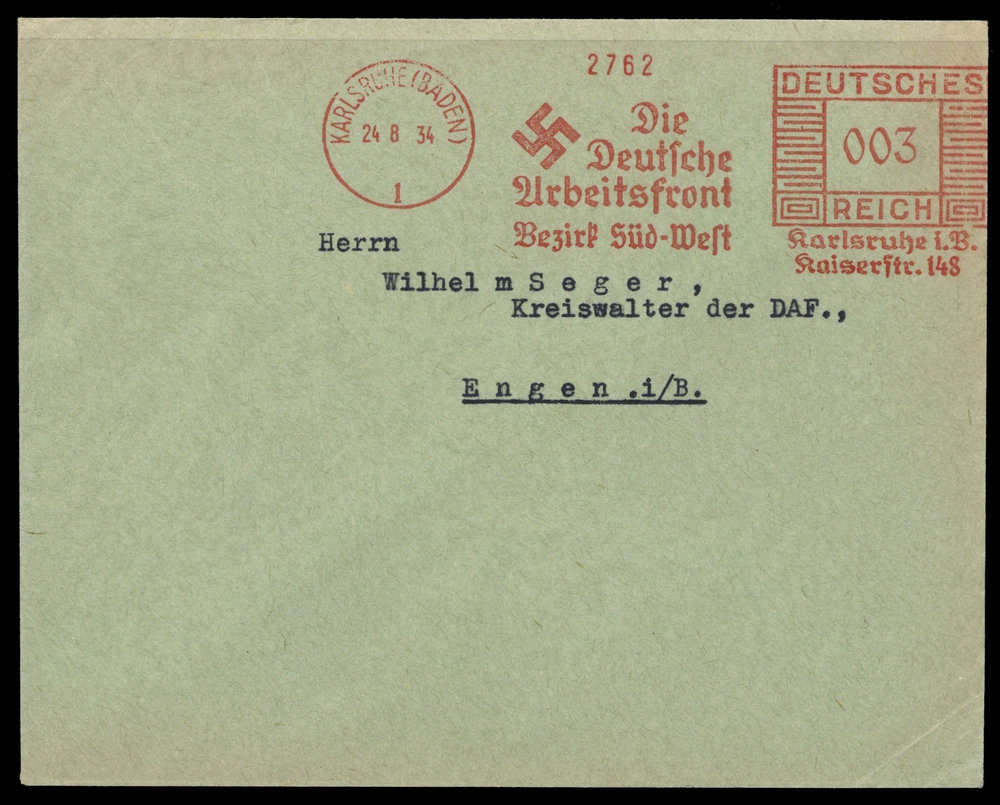 KARLSRUHE (BADEN)
24 8 34
1
2762
Die
Deutsche
Arbeitsfront
Bezirk Süd-West
DEUTSCHES
003
REICH
Karlsruhe i.B.
Kaiserstr. 148
Herrn
Wilhel m S e g e r ,
Kreiswalter der DAF.,
E n g e n .i/B.